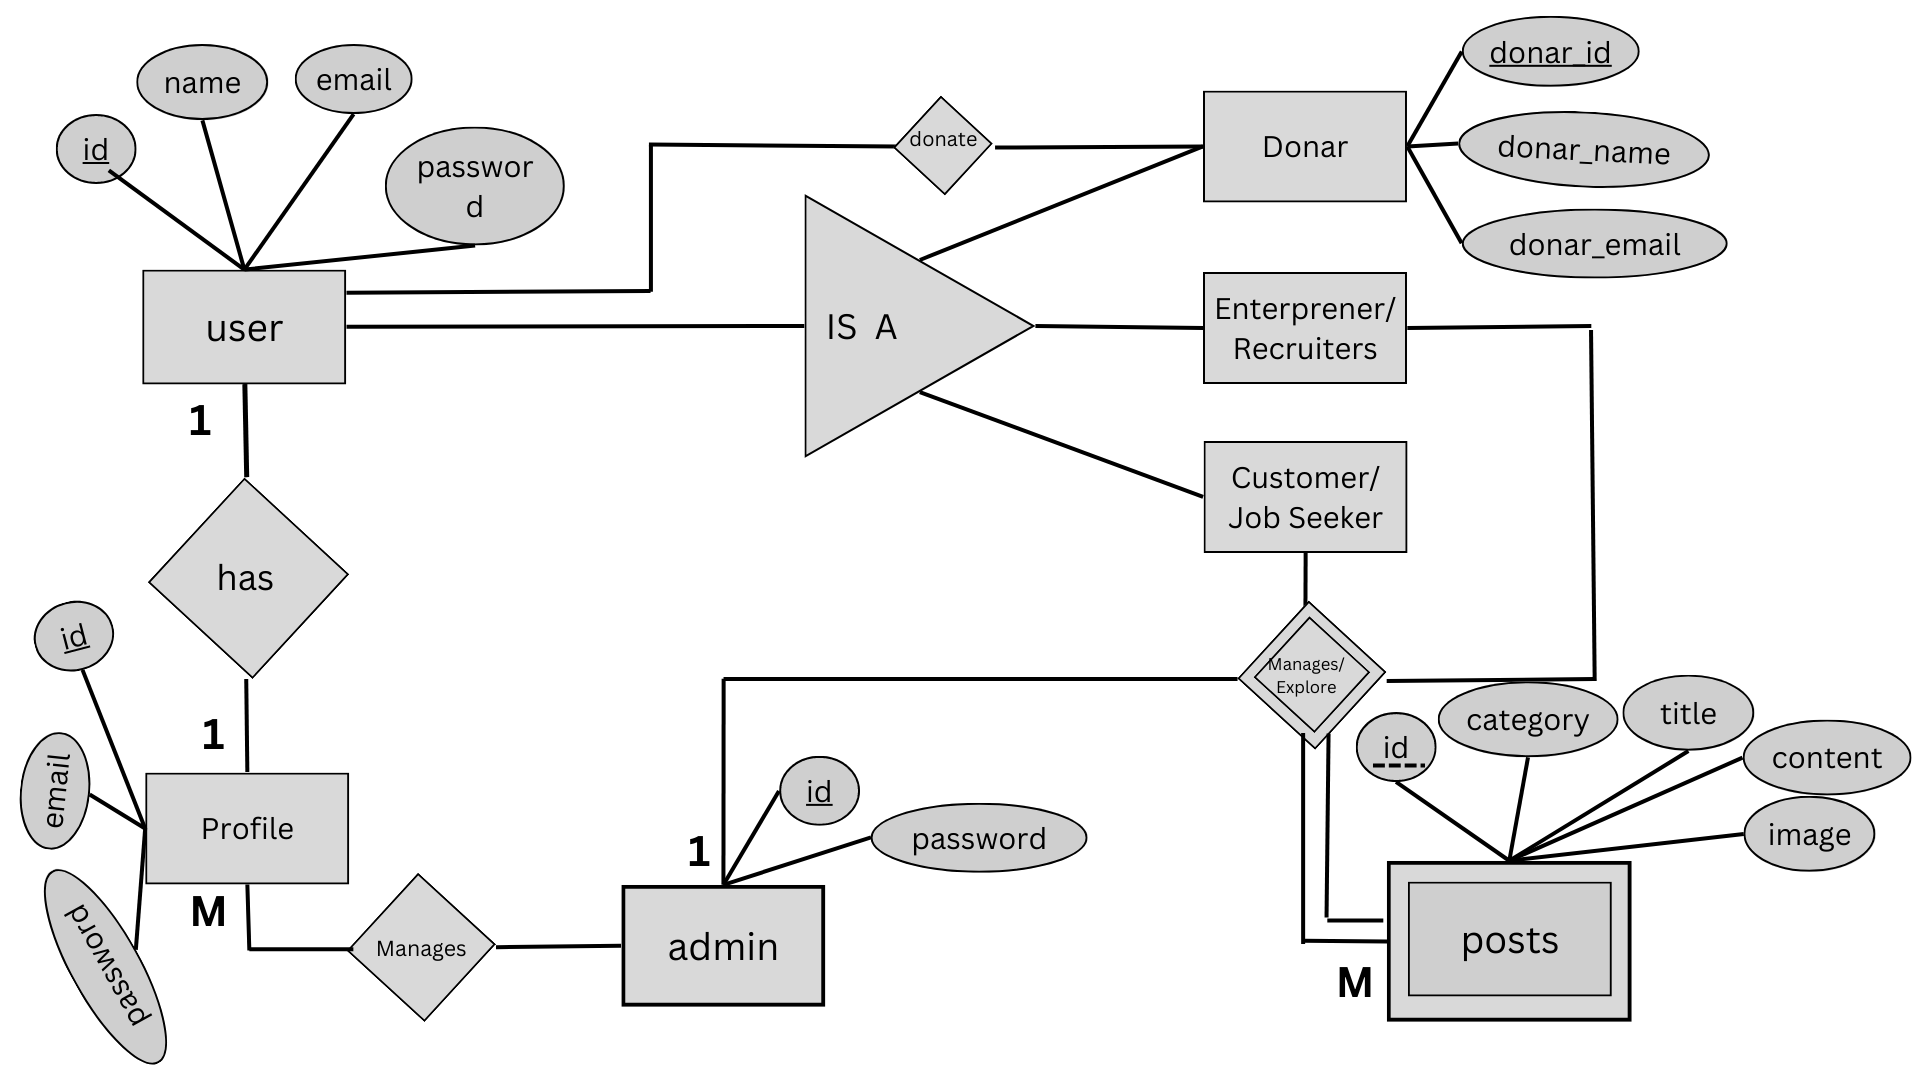 id
name
email
passwor
d
user
donate
IS A
Donar
donar_id
donar_name
donar_email
Enterprener/
Recruiters
Customer/
Job Seeker
1
has
1
id
email
password
Profile
M
Manages
1
admin
id
password
Manages/
Explore
id
category
title
content
image
posts
M